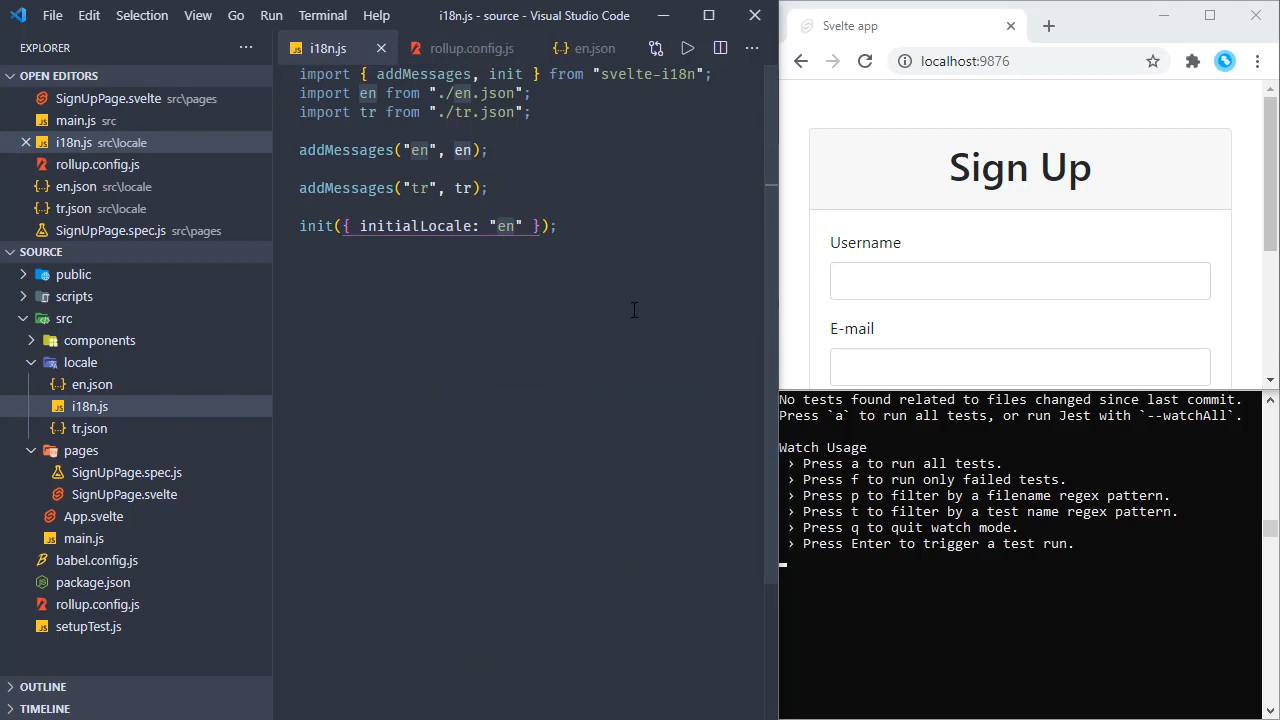 File Edit Selection View Go Run Terminal Help i18n.js - source - Visual Studio Code
EXPLORER
OPEN EDITORS
SignUpPage.svelte src\pages
main.js src
i18n.js src\locale
rollup.config.js
en.json src\locale
tr.json src\locale
SignUpPage.spec.js src\pages
SOURCE
public
scripts
src
components
locale
en.json
i18n.js
tr.json
pages
SignUpPage.spec.js
SignUpPage.svelte
App.svelte
main.js
babel.config.js
package.json
rollup.config.js
setupTest.js
OUTLINE
TIMELINE
i18n.js rollup.config.js en.json
import { addMessages, init } from "svelte-i18n";
import en from "./en.json";
import tr from "./tr.json";
addMessages("en", en);
addMessages("tr", tr);
init({ initialLocale: "en" });
Svelte app
localhost:9876
Sign Up
Username
E-mail
No tests found related to files changed since last commit.
Press `a` to run all tests, or run Jest with `--watchAll`.
Watch Usage
› Press a to run all tests.
› Press f to run only failed tests.
› Press p to filter by a filename regex pattern.
› Press t to filter by a test name regex pattern.
› Press q to quit watch mode.
› Press Enter to trigger a test run.